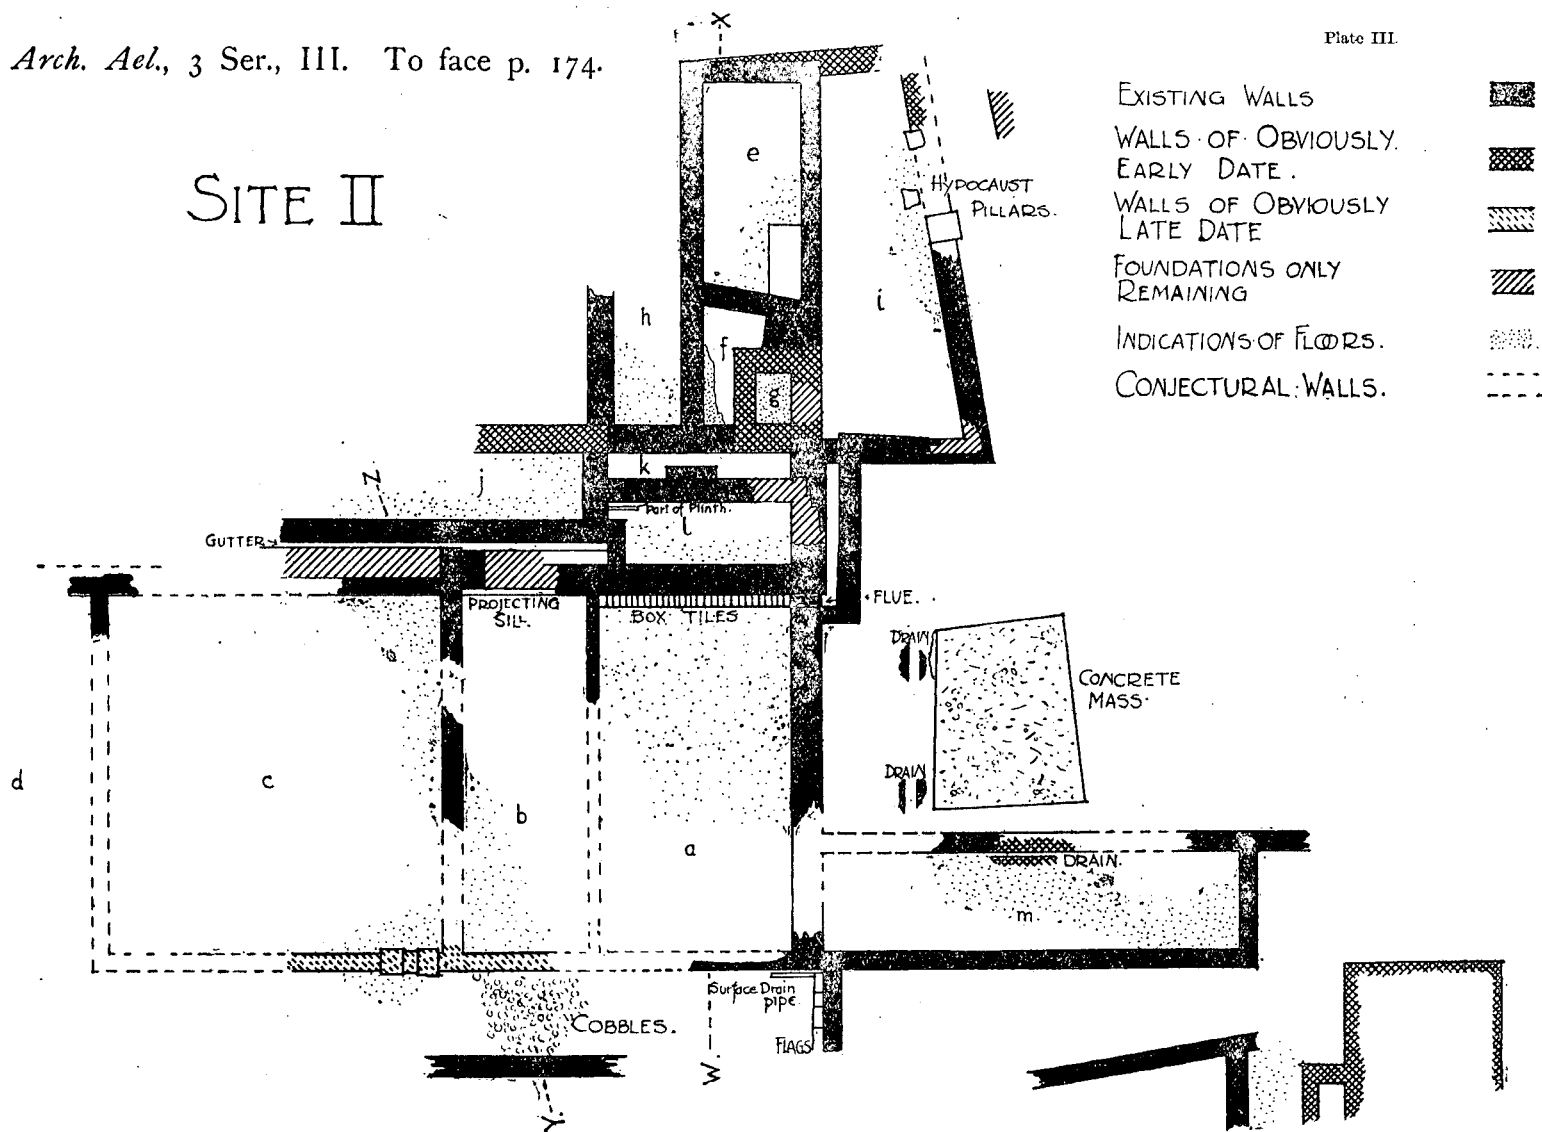 Plate III.
Arch. Ael., 3 Ser., III. To face p. 174.
SITE II
EXISTING WALLS
WALLS · OF · OBVIOUSLY.
EARLY DATE.
WALLS OF OBVIOUSLY
LATE DATE
FOUNDATIONS ONLY
REMAINING
INDICATIONS·OF FLOORS.
CONJECTURAL:WALLS.
X
e
HYPOCAUST
PILLARS.
h
i
f
g
k
j
Z
Part of Plinth.
l
GUTTER
PROJECTING
SILL.
BOX TILES
FLUE.
DRAIN
CONCRETE
MASS.
DRAIN
d
c
b
a
DRAIN.
m.
Surface Drain
pipe.
COBBLES.
FLAGS
W.
Y.